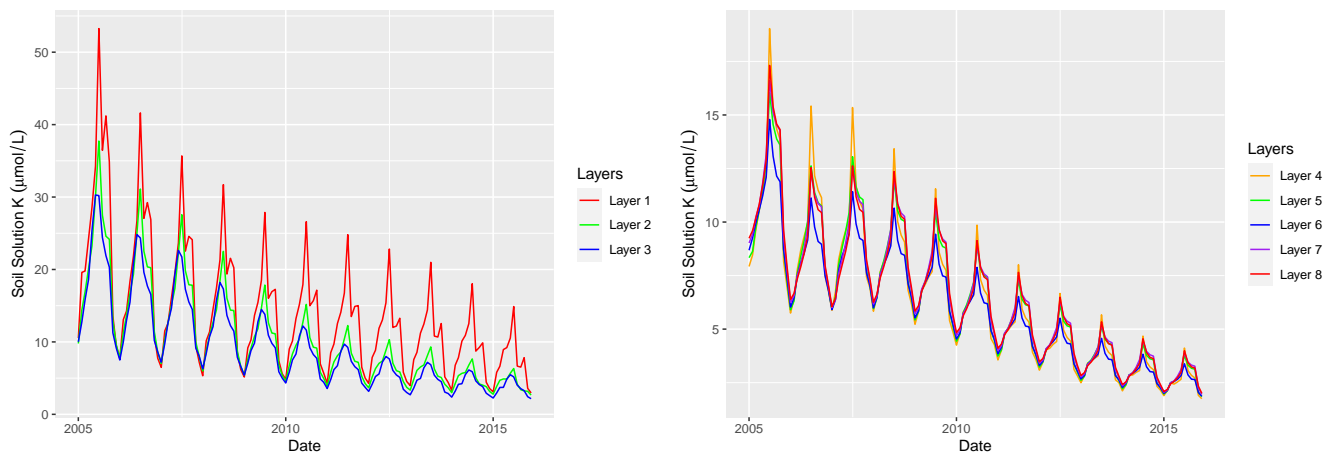 Soil Solution K (μmol/L)
50
40
30
20
10
0
2005
2010
2015
Date
Layers
Layer 1
Layer 2
Layer 3
Soil Solution K (μmol/L)
15
10
5
2005
2010
2015
Date
Layers
Layer 4
Layer 5
Layer 6
Layer 7
Layer 8